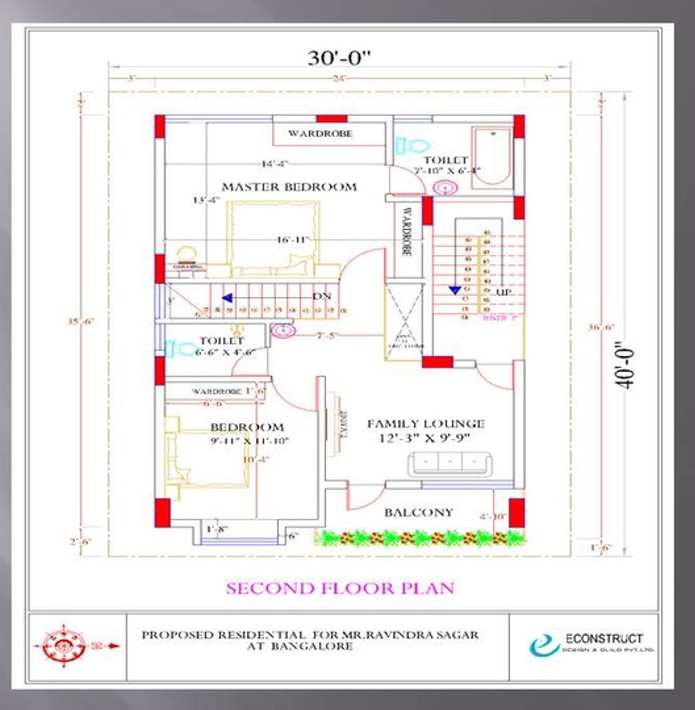 30'-0"
3'
24'
3'
WARDROBE
TOILET
7'-10" X 6'-4"
14'-4"
MASTER BEDROOM
13'-4"
WARDROBE
16'-11"
DN
UP
3'
35'-6"
36'-6"
40'-0"
7'-5"
TOILET
6'-6" X 4'-6"
WARDROBE 1'-6"
6'-6"
BEDROOM
9'-11" X 11'-10"
10'-4"
FAMILY LOUNGE
12'-3" X 9'-9"
BALCONY
4'-10"
1'-8"
6"
2'-6"
1'-6"
SECOND FLOOR PLAN
PROPOSED RESIDENTIAL FOR MR.RAVINDRA SAGAR
AT BANGALORE
ECONSTRUCT
DESIGN & BUILD PVT.LTD.